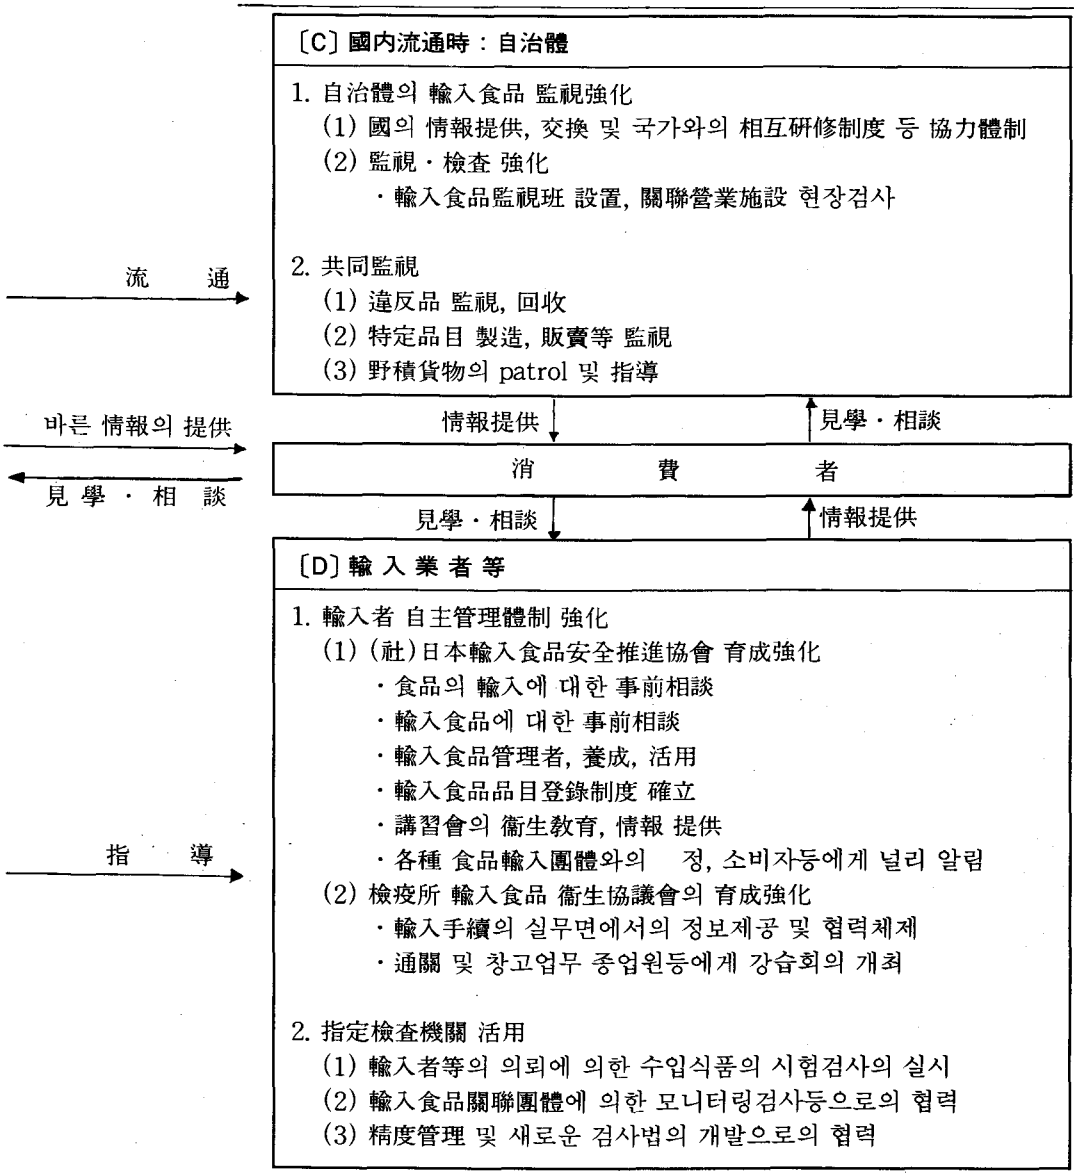 〔C〕國內流通時 : 自治體
1. 自治體의 輸入食品 監視強化
(1) 國의 情報提供, 交換 및 국가와의 相互硏修制度 등 協力體制
(2) 監視 · 檢査 強化
· 輸入食品監視班 設置, 關聯營業施設 현장검사
流 通
2. 共同監視
(1) 違反品 監視, 回收
(2) 特定品目 製造, 販賣等 監視
(3) 野積貨物의 patrol 및 指導
바른 情報의 提供
情報提供
見學 · 相談
消 費 者
見 學 · 相 談
見學 · 相談
情報提供
〔D〕輸 入 業 者 等
1. 輸入者 自主管理體制 強化
(1) (社)日本輸入食品安全推進協會 育成強化
· 食品의 輸入에 대한 事前相談
· 輸入食品에 대한 事前相談
· 輸入食品管理者, 養成, 活用
· 輸入食品品目登錄制度 確立
· 講習會의 衞生敎育, 情報 提供
指 導
· 各種 食品輸入團體와의 정, 소비자등에게 널리 알림
(2) 檢疫所 輸入食品 衞生協議會의 育成強化
· 輸入手續의 실무면에서의 정보제공 및 협력체제
· 通關 및 창고업무 종업원등에게 강습회의 개최
2. 指定檢査機關 活用
(1) 輸入者等의 의뢰에 의한 수입식품의 시험검사의 실시
(2) 輸入食品關聯團體에 의한 모니터링검사등으로의 협력
(3) 精度管理 및 새로운 검사법의 개발으로의 협력